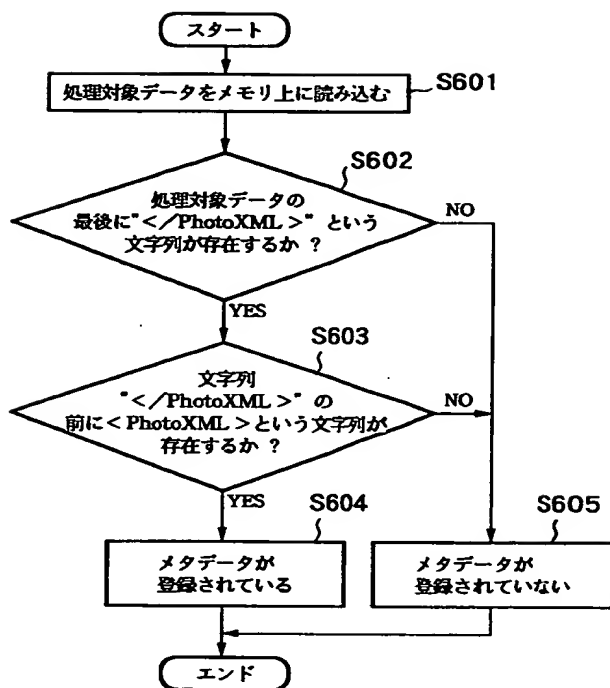 スタート
処理対象データをメモリ上に読み込む
S601
S602
処理対象データの
最後に"</PhotoXML>" という
文字列が存在するか ?
NO
YES
S603
文字列
"</PhotoXML>" の
前に<PhotoXML>という文字列が
存在するか ?
NO
YES
S604
メタデータが
登録されている
S605
メタデータが
登録されていない
エンド